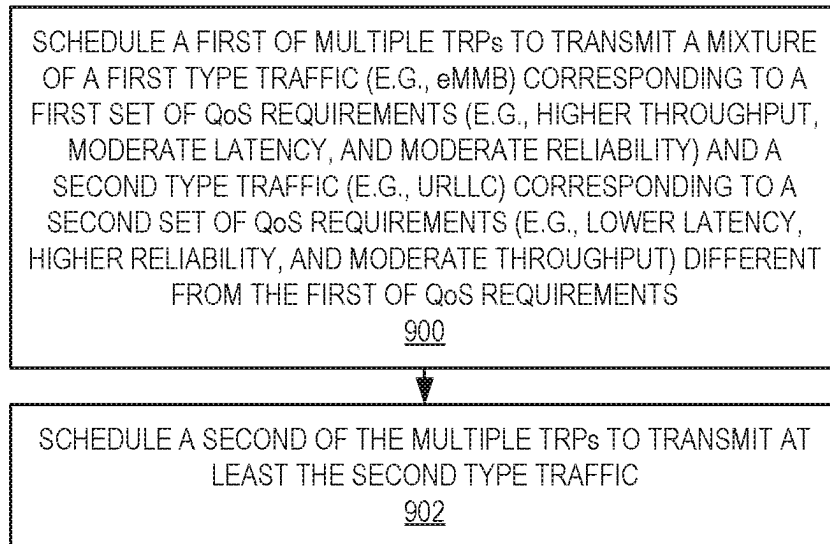 SCHEDULE A FIRST OF MULTIPLE TRPs TO TRANSMIT A MIXTURE
OF A FIRST TYPE TRAFFIC (E.G., eMMB) CORRESPONDING TO A
FIRST SET OF QoS REQUIREMENTS (E.G., HIGHER THROUGHPUT,
MODERATE LATENCY, AND MODERATE RELIABILITY) AND A
SECOND TYPE TRAFFIC (E.G., URLLC) CORRESPONDING TO A
SECOND SET OF QoS REQUIREMENTS (E.G., LOWER LATENCY,
HIGHER RELIABILITY, AND MODERATE THROUGHPUT) DIFFERENT
FROM THE FIRST OF QoS REQUIREMENTS
900
SCHEDULE A SECOND OF THE MULTIPLE TRPs TO TRANSMIT AT
LEAST THE SECOND TYPE TRAFFIC
902